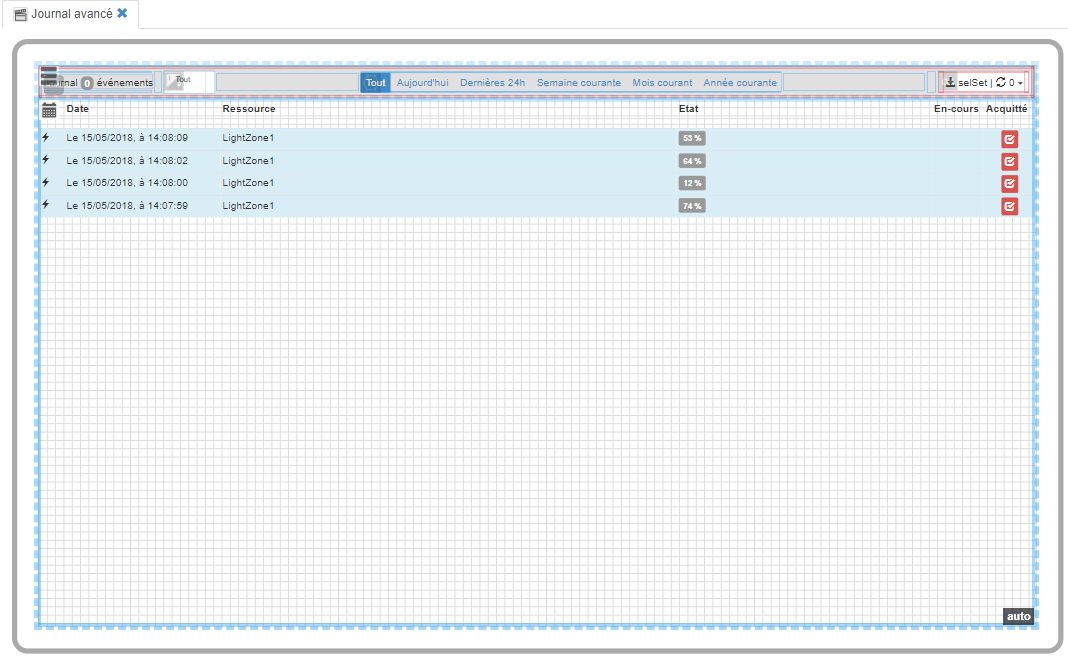 Journal avancé
Journal 0 événements Tout Tout Aujourd'hui Dernières 24h Semaine courante Mois courant Année courante selSet | 0
Date Ressource Etat En-cours Acquitté
Le 15/05/2018, à 14:08:09 LightZone1 53 %
Le 15/05/2018, à 14:08:02 LightZone1 64 %
Le 15/05/2018, à 14:08:00 LightZone1 12 %
Le 15/05/2018, à 14:07:59 LightZone1 74 %
auto